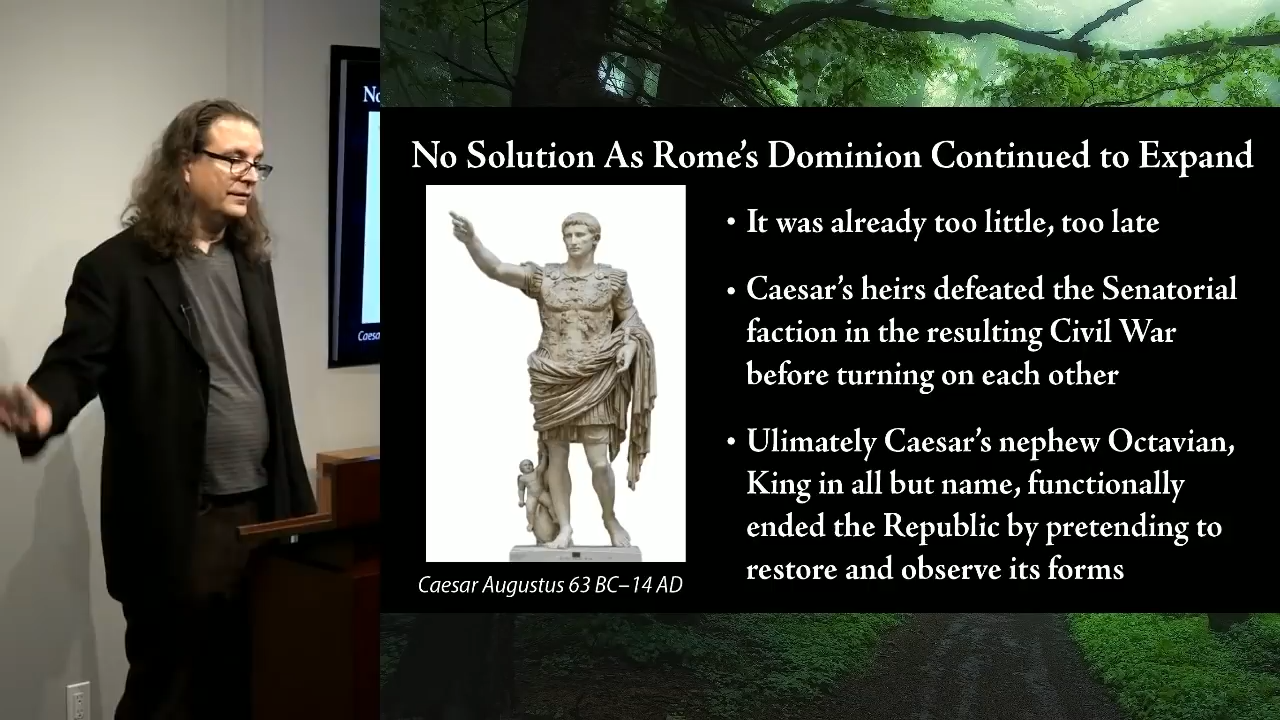 No
Caesa
No Solution As Rome's Dominion Continued to Expand
• It was already too little, too late
• Caesar's heirs defeated the Senatorial
faction in the resulting Civil War
before turning on each other
• Ulimately Caesar's nephew Octavian,
King in all but name, functionally
ended the Republic by pretending to
restore and observe its forms
Caesar Augustus 63 BC–14 AD